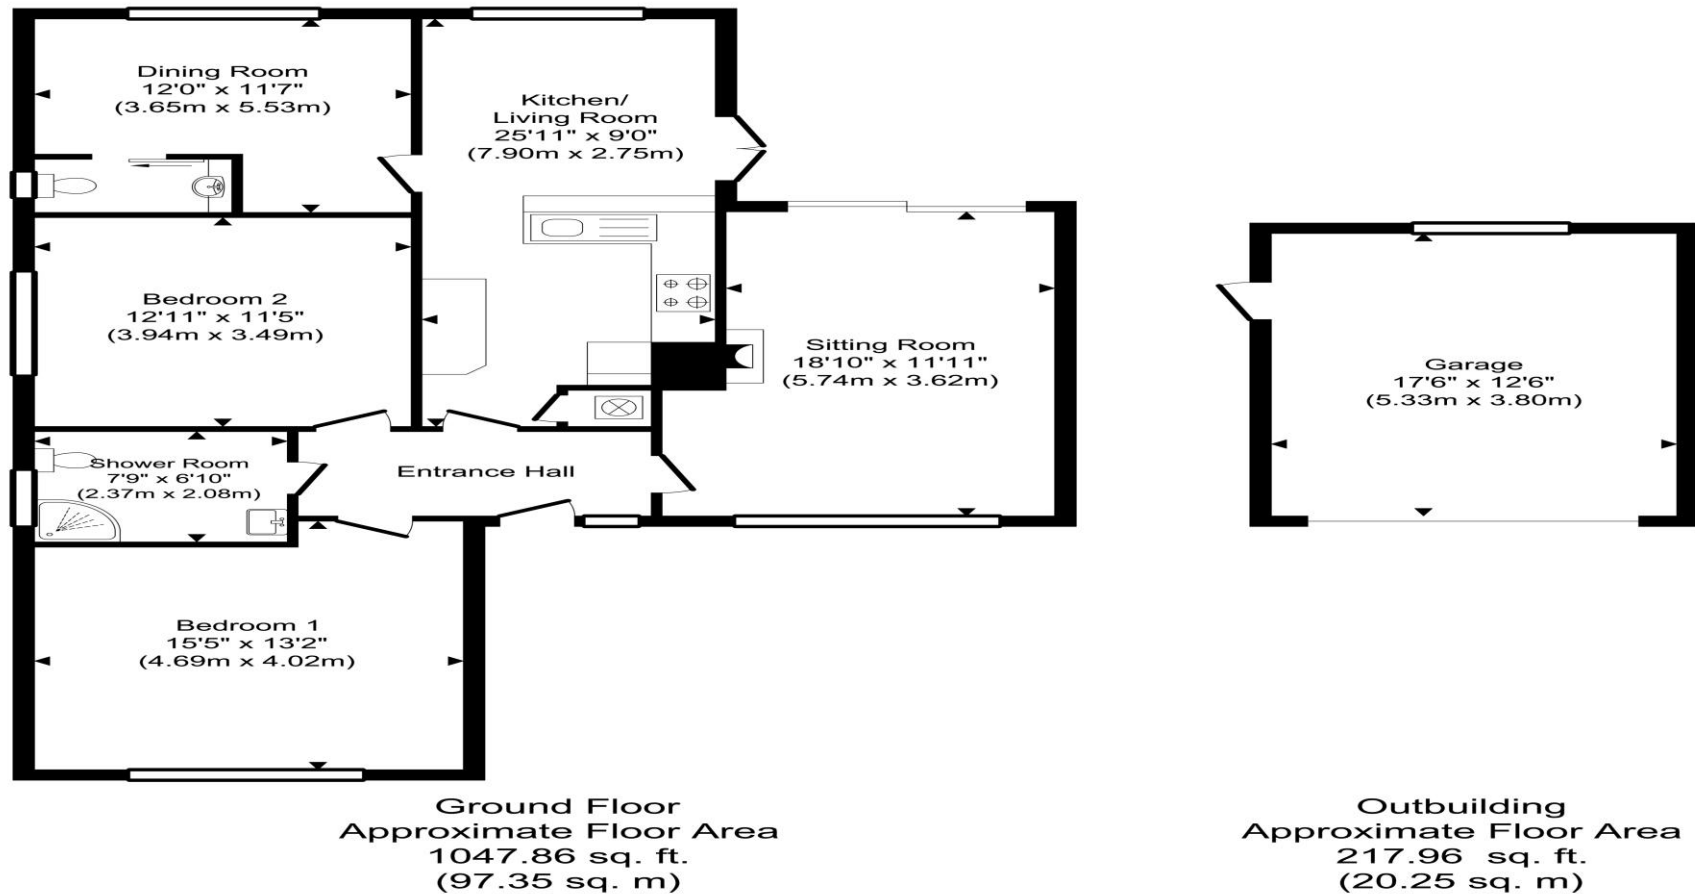 Dining Room
12'0" x 11'7"
(3.65m x 5.53m)
Kitchen/
Living Room
25'11" x 9'0"
(7.90m x 2.75m)
Bedroom 2
12'11" x 11'5"
(3.94m x 3.49m)
Sitting Room
18'10" x 11'11"
(5.74m x 3.62m)
Garage
17'6" x 12'6"
(5.33m x 3.80m)
Shower Room
7'9" x 6'10"
(2.37m x 2.08m)
Entrance Hall
Bedroom 1
15'5" x 13'2"
(4.69m x 4.02m)
Ground Floor
Approximate Floor Area
1047.86 sq. ft.
(97.35 sq. m)
Outbuilding
Approximate Floor Area
217.96 sq. ft.
(20.25 sq. m)